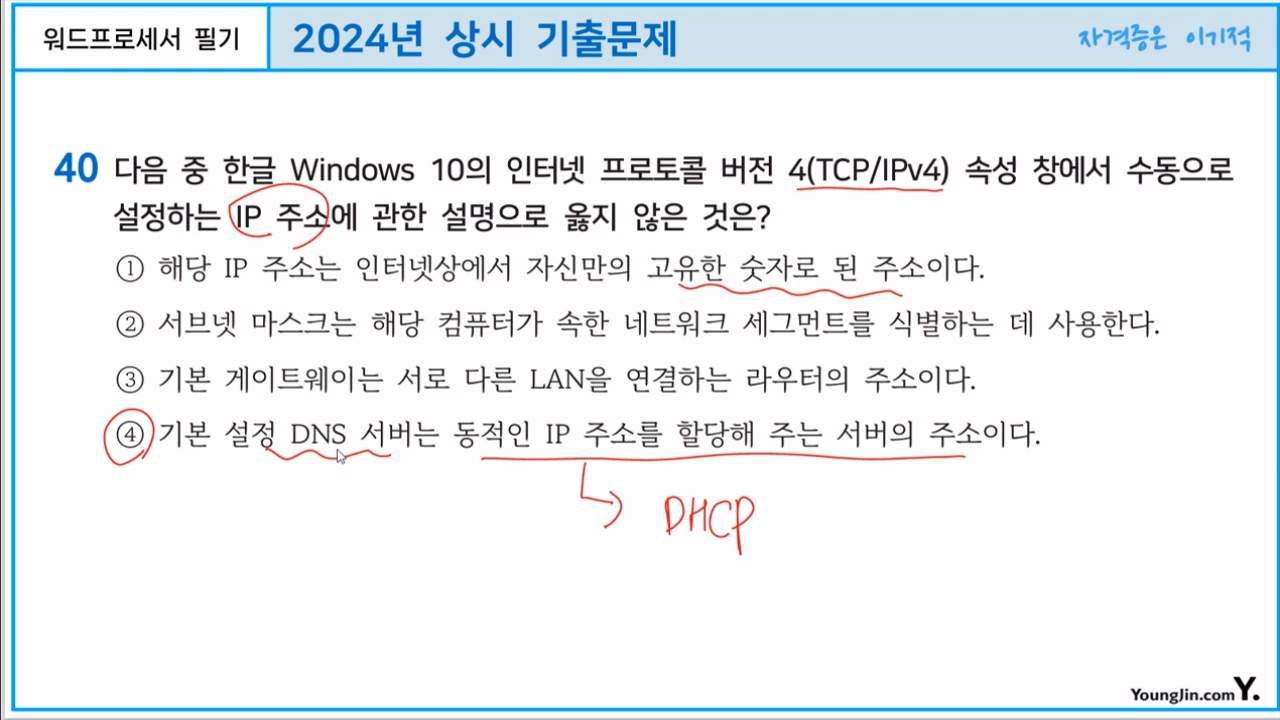 워드프로세서 필기
2024년 상시 기출문제
자격증은 이기적
40 다음 중 한글 Windows 10의 인터넷 프로토콜 버전 4(TCP/IPv4) 속성 창에서 수동으로
설정하는 IP 주소에 관한 설명으로 옳지 않은 것은?
① 해당 IP 주소는 인터넷상에서 자신만의 고유한 숫자로 된 주소이다.
② 서브넷 마스크는 해당 컴퓨터가 속한 네트워크 세그먼트를 식별하는 데 사용한다.
③ 기본 게이트웨이는 서로 다른 LAN을 연결하는 라우터의 주소이다.
④ 기본 설정 DNS 서버는 동적인 IP 주소를 할당해 주는 서버의 주소이다.
DHCP
YoungJin.com Y.